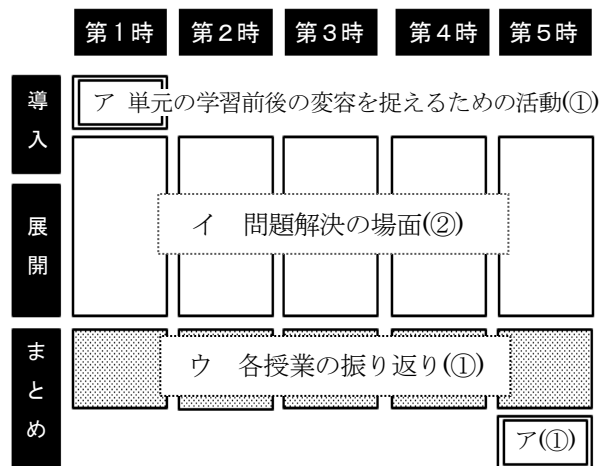 第1時 第2時 第3時 第4時 第5時
導入
ア 単元の学習前後の変容を捉えるための活動(①)
展開
イ 問題解決の場面(②)
まとめ
ウ 各授業の振り返り(①)
ア(①)